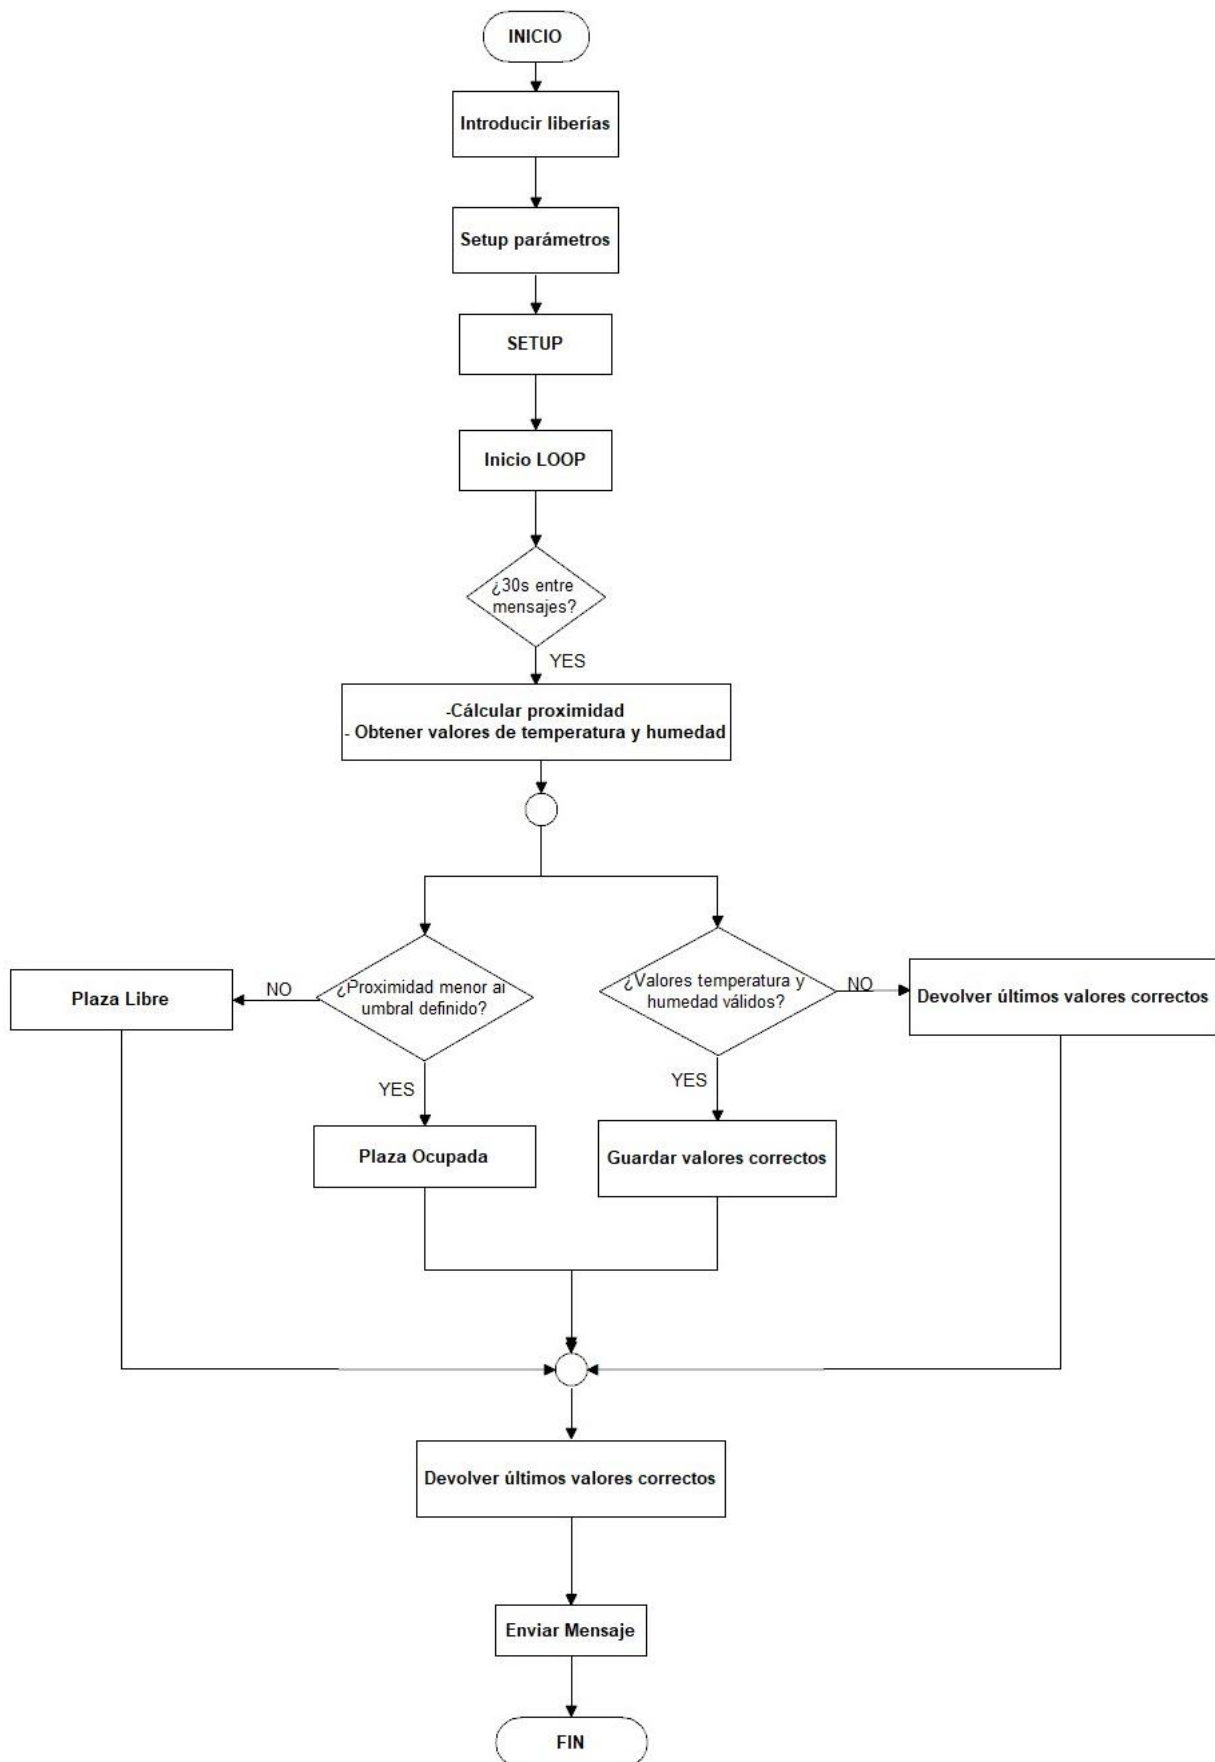 INICIO
Introducir liberías
Setup parámetros
SETUP
Inicio LOOP
¿30s entre
mensajes?
YES
-Cálcular proximidad
- Obtener valores de temperatura y humedad
¿Proximidad menor al
umbral definido?
NO
Plaza Libre
YES
Plaza Ocupada
¿Valores temperatura y
humedad válidos?
NO
Devolver últimos valores correctos
YES
Guardar valores correctos
Devolver últimos valores correctos
Enviar Mensaje
FIN